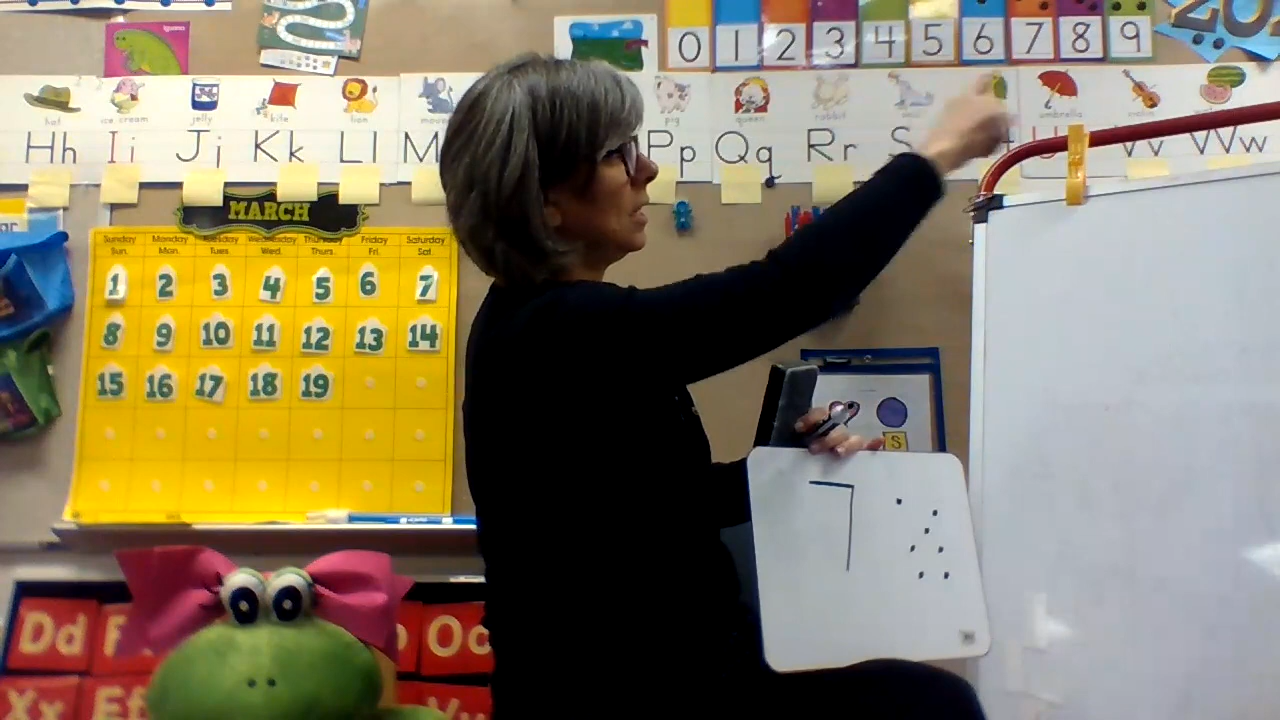 Iguana
0 1 2 3 4 5 6 7 8 9
20
hat ice cream jelly kite lion pig queen rabbit umbrella violin
Hh Ii Jj Kk Ll M Pp Qq Rr S U Vv Ww
MARCH
Sunday Monday Tuesday Wednesday Thursday Friday Saturday
Sun. Mon. Tues. Wed. Thurs. Fri. Sat.
1 2 3 4 5 6 7
8 9 10 11 12 13 14
15 16 17 18 19
S
7
Dd F Oo
Xx Ef